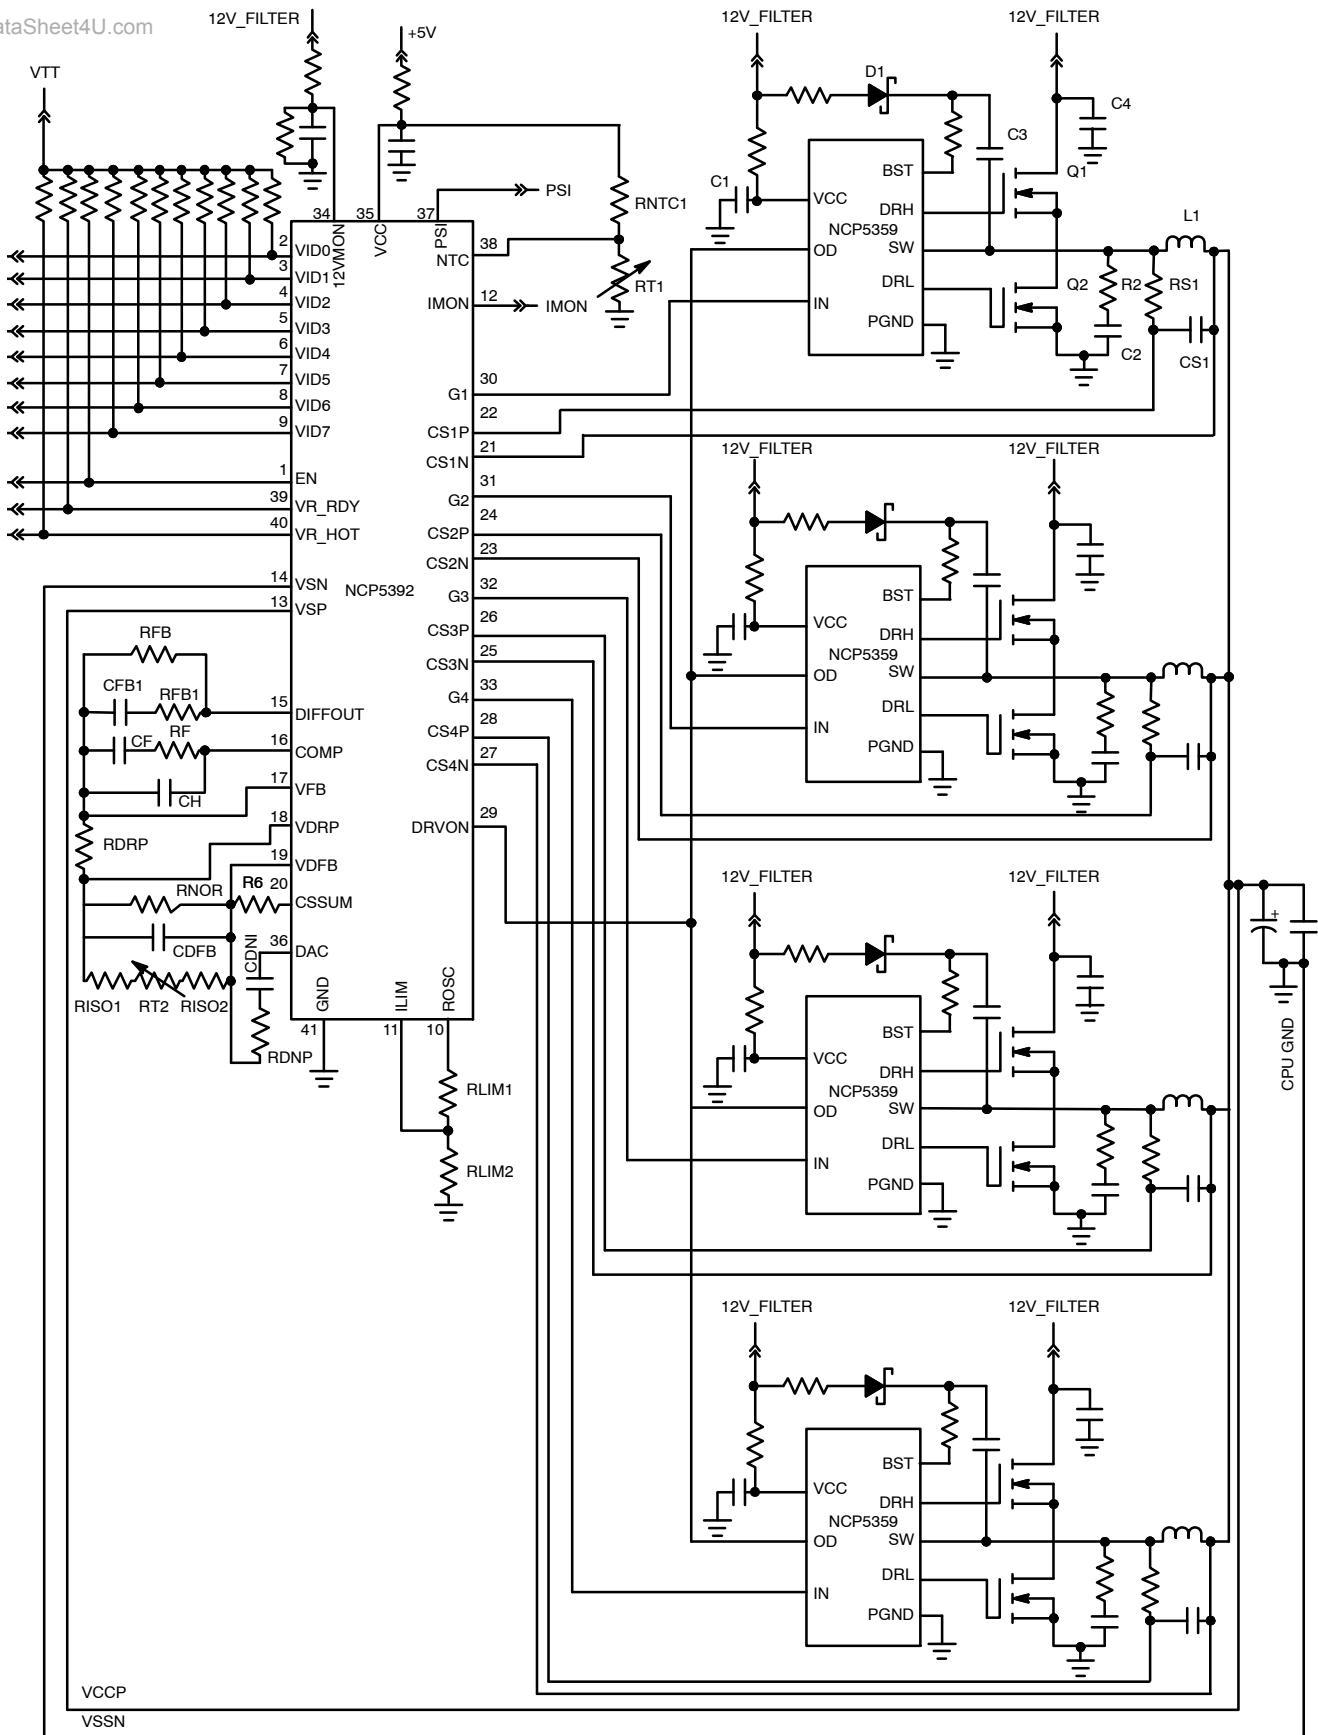 ataSheet4U.com
12V_FILTER
+5V
12V_FILTER
12V_FILTER
VTT
D1
C4
C3
BST
Q1
C1
VCC
DRH
NCP5359
SW
OD
L1
DRL
Q2
R2
RS1
IN
PGND
C2
CS1
PSI
RNTC1
RT1
IMON
34
35
37
12VMON
VCC
PSI
2
VID0
3
VID1
4
VID2
5
VID3
6
VID4
7
VID5
8
VID6
9
VID7
1
EN
39
VR_RDY
40
VR_HOT
14
VSN
NCP5392
13
VSP
38
NTC
12
IMON
30
G1
22
CS1P
21
CS1N
31
G2
24
CS2P
23
CS2N
32
G3
26
CS3P
25
CS3N
33
G4
28
CS4P
27
CS4N
29
DRVON
RFB
CFB1
RFB1
15
DIFFOUT
CF
RF
16
COMP
CH
17
VFB
18
VDRP
RDRP
19
VDFB
RNOR
R6
20
CSSUM
CDFB
CDNI
36
DAC
RISO1
RT2
RISO2
RDNP
GND
ILIM
ROSC
41
11
10
RLIM1
RLIM2
12V_FILTER
12V_FILTER
BST
VCC
DRH
NCP5359
SW
OD
DRL
IN
PGND
12V_FILTER
12V_FILTER
+
CPU GND
BST
VCC
DRH
NCP5359
SW
OD
DRL
IN
PGND
12V_FILTER
12V_FILTER
BST
VCC
DRH
NCP5359
SW
OD
DRL
IN
PGND
VCCP
VSSN